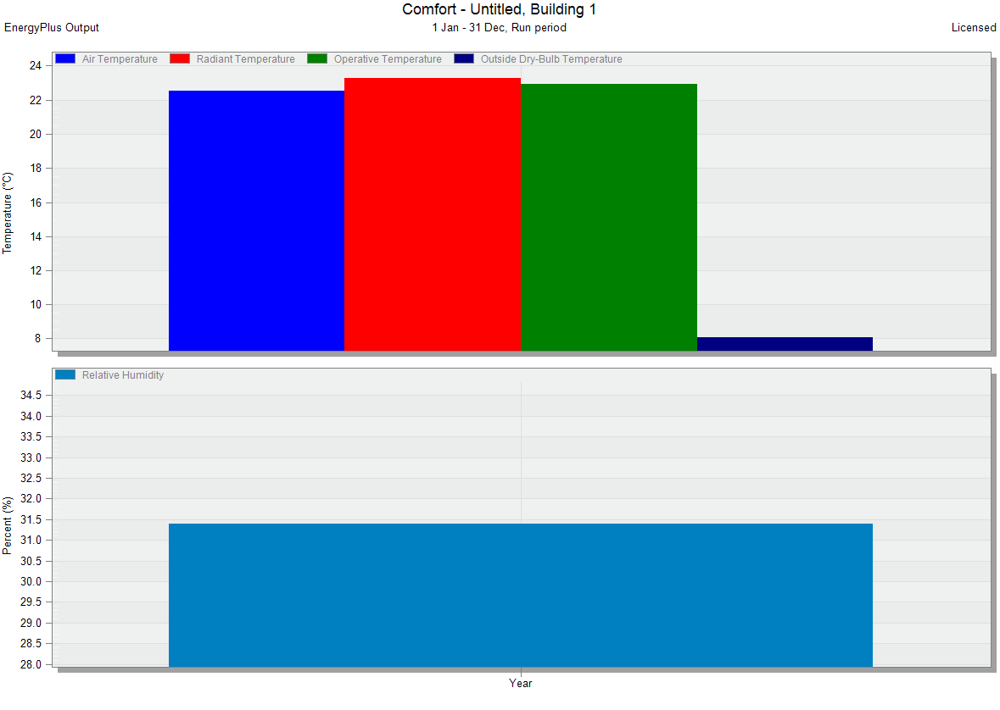 Comfort - Untitled, Building 1
EnergyPlus Output
1 Jan - 31 Dec, Run period
Licensed
Air Temperature
Radiant Temperature
Operative Temperature
Outside Dry-Bulb Temperature
24
22
20
18
16
14
12
10
8
Temperature (°C)
Relative Humidity
34.5
34.0
33.5
33.0
32.5
32.0
31.5
31.0
30.5
30.0
29.5
29.0
28.5
28.0
Percent (%)
Year